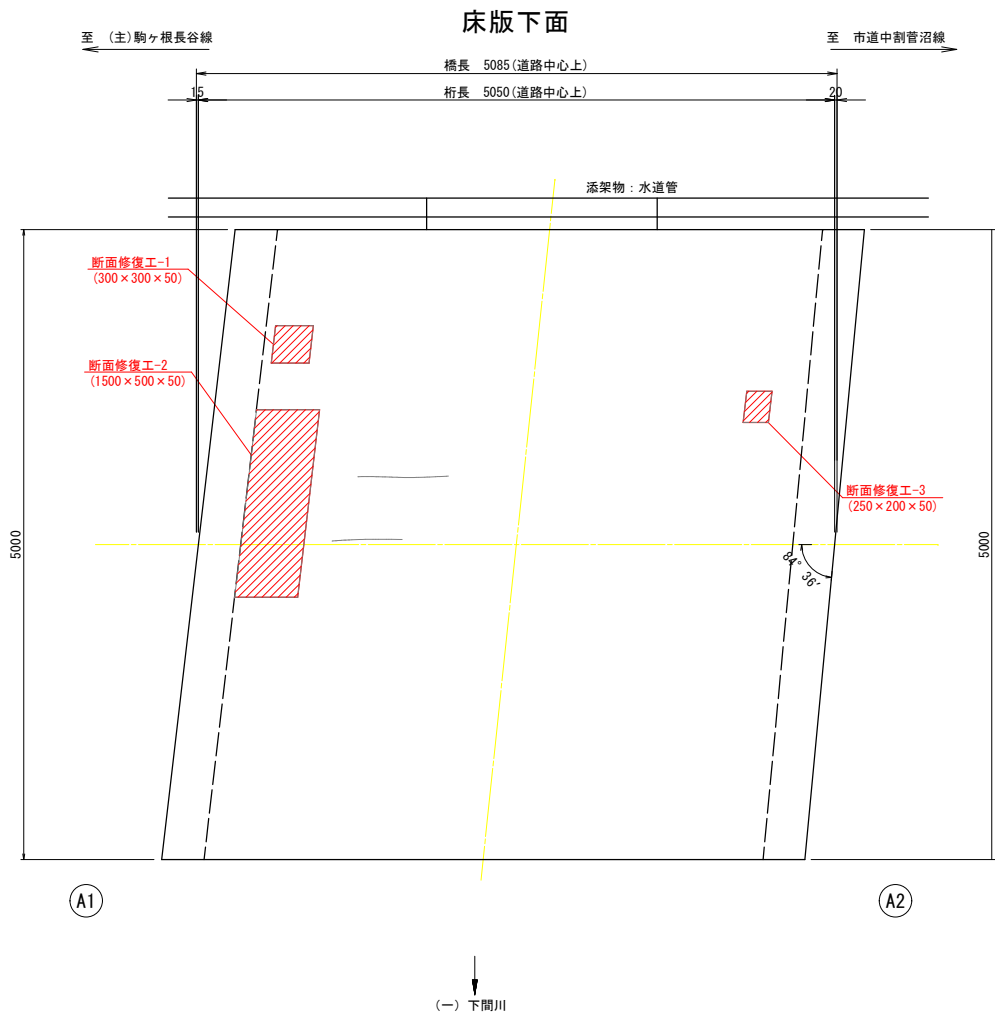 床版下面
至 (主)駒ヶ根長谷線
至 市道中割菅沼線
橋長 5085(道路中心上)
15
桁長 5050(道路中心上)
20
添架物：水道管
断面修復工-1
(300×300×50)
断面修復工-2
(1500×500×50)
断面修復工-3
(250×200×50)
5000
5000
84° 36′
A1
A2
(一) 下間川